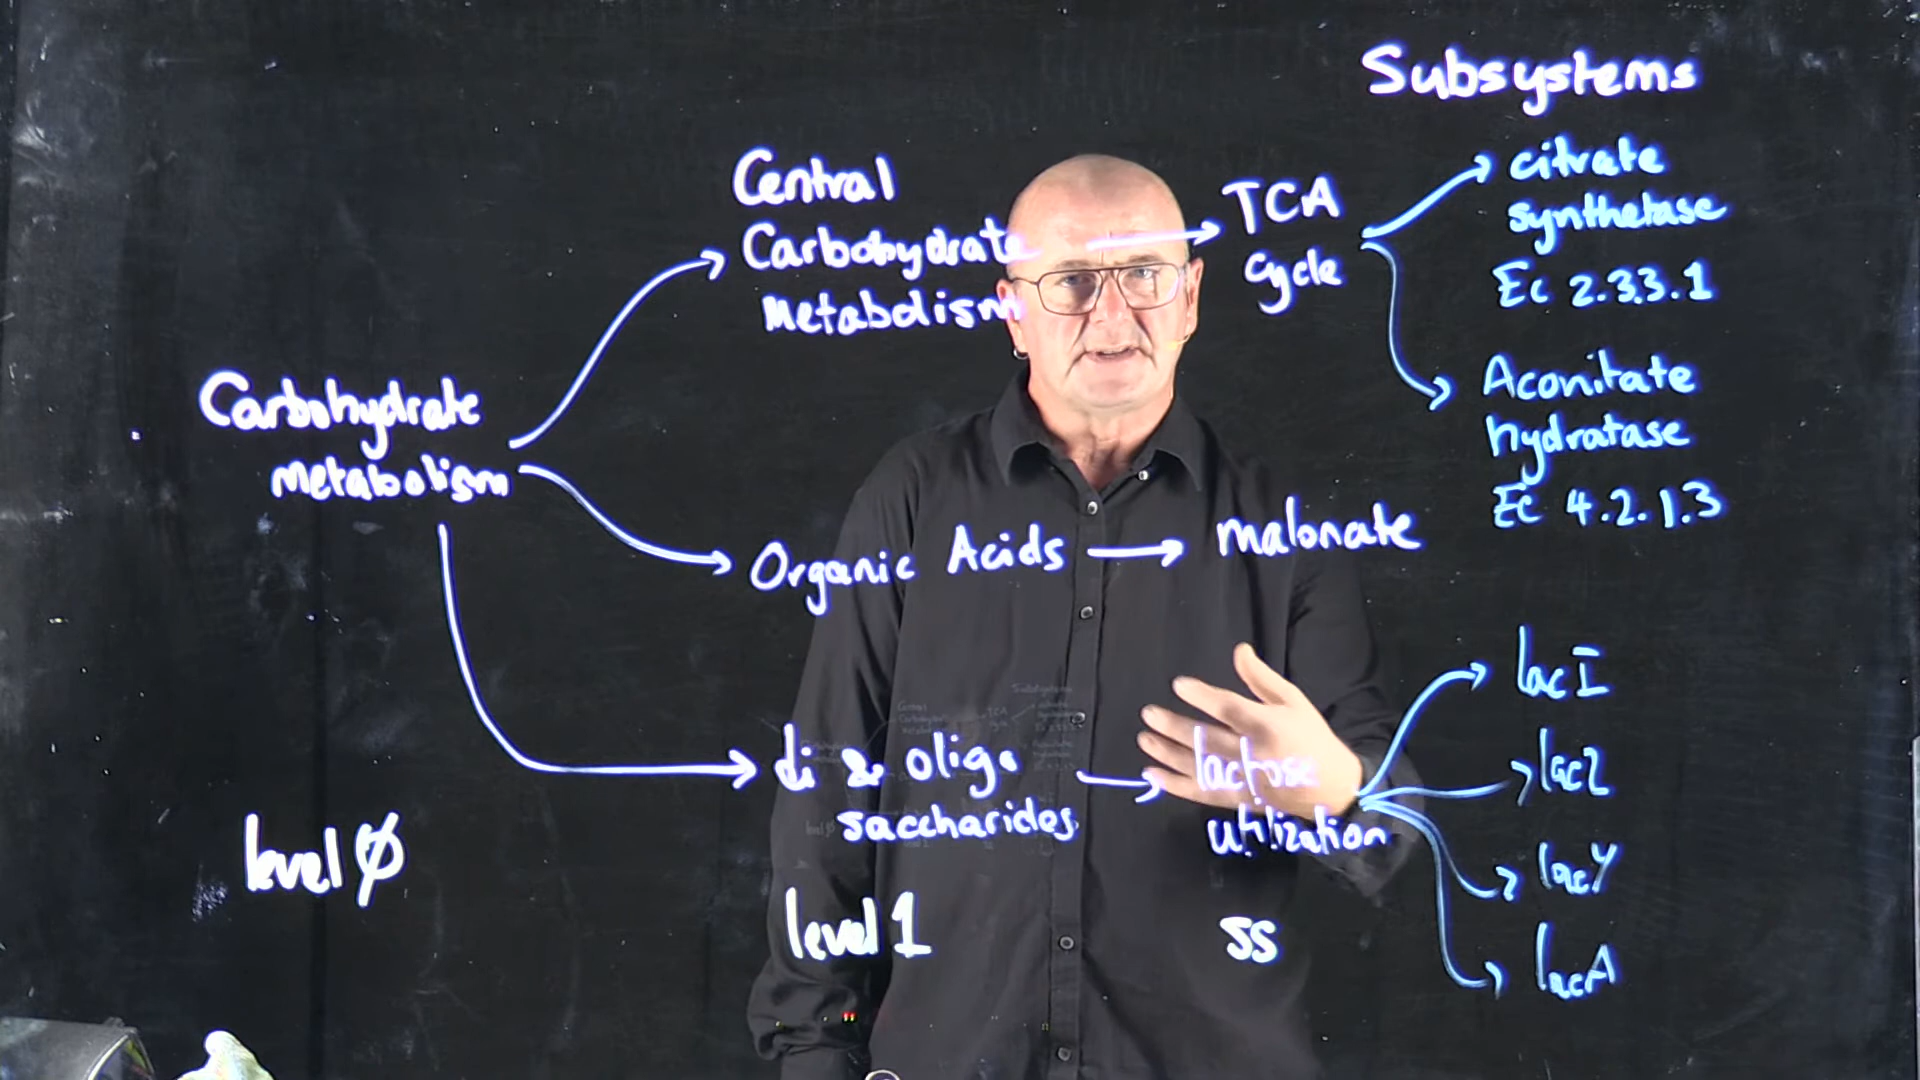 Subsystems
Central
Carbohydrate
Metabolism
TCA
cycle
citrate
synthetase
Ec 2.3.3.1
Aconitate
hydratase
Ec 4.2.1.3
Carbohydrate
metabolism
Organic Acids
malonate
di & oligo
saccharides
lactose
utilization
lacI
lacZ
lacY
lacA
level 0
level 1
SS